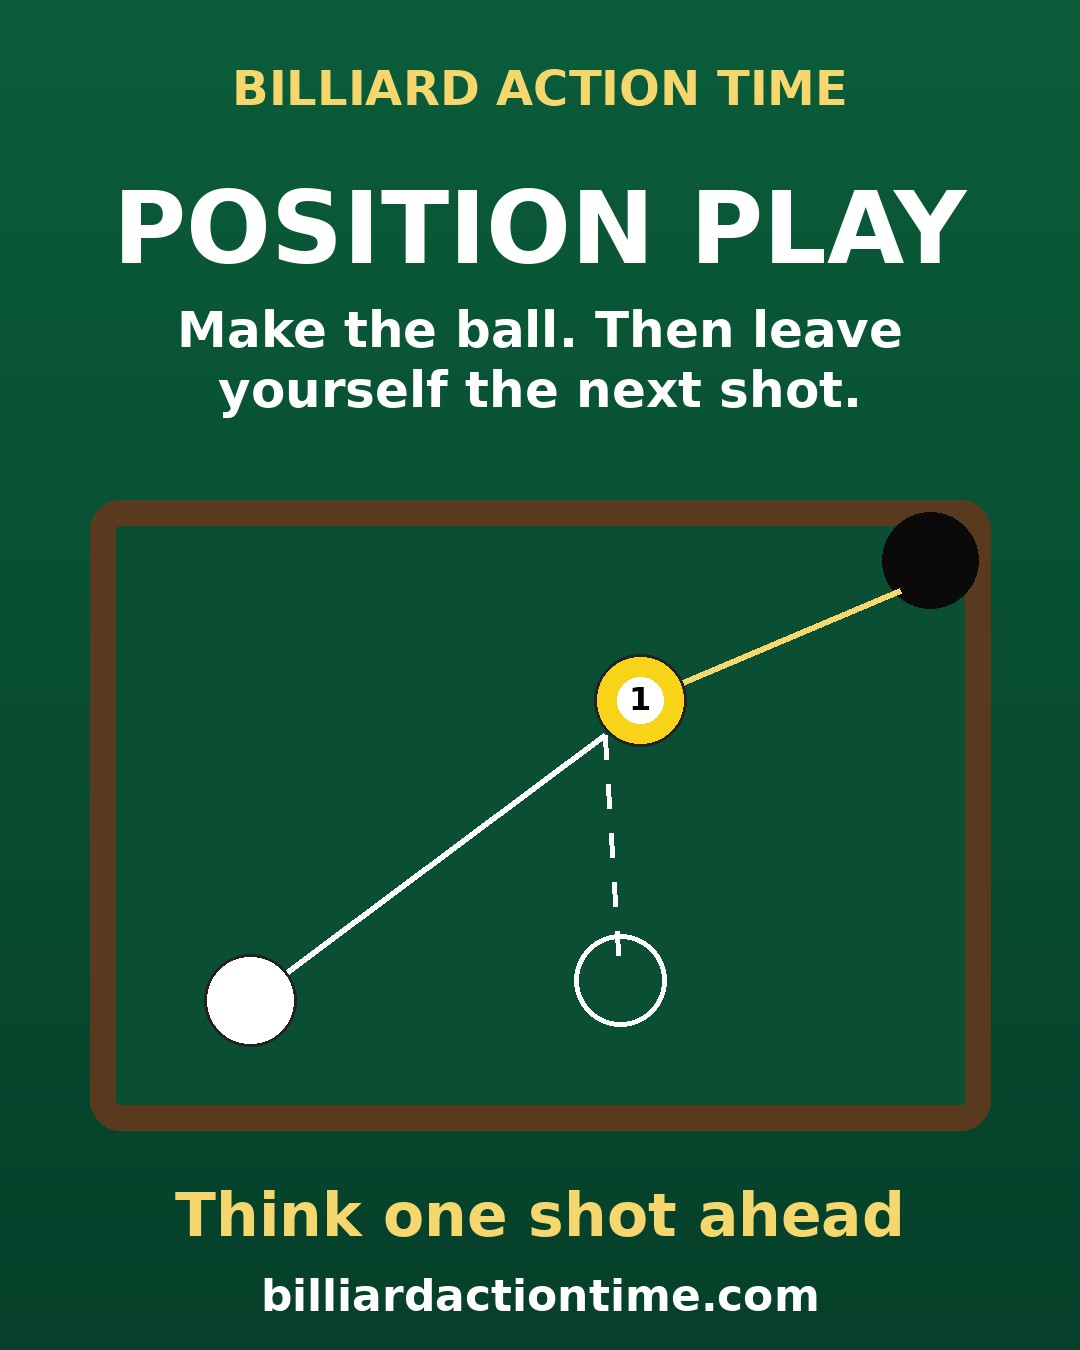 BILLIARD ACTION TIME
POSITION PLAY
Make the ball. Then leave
yourself the next shot.
1
Think one shot ahead
billiardactiontime.com